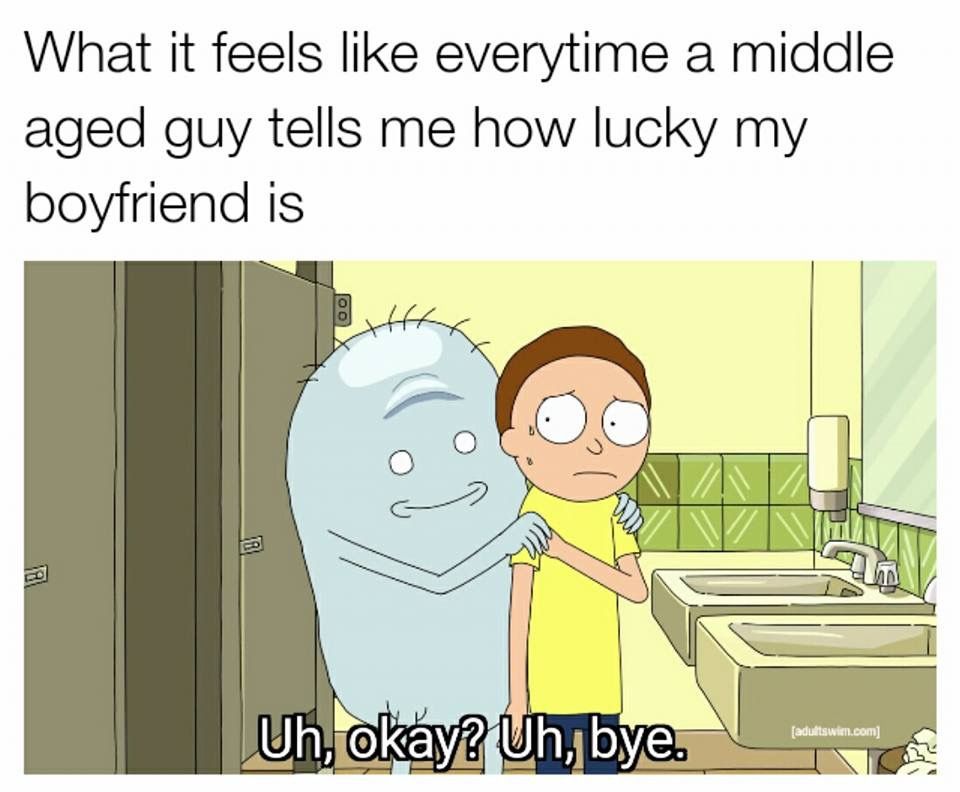 What it feels like everytime a middle
aged guy tells me how lucky my
boyfriend is
Uh, okay? Uh, bye.
[adultswim.com]